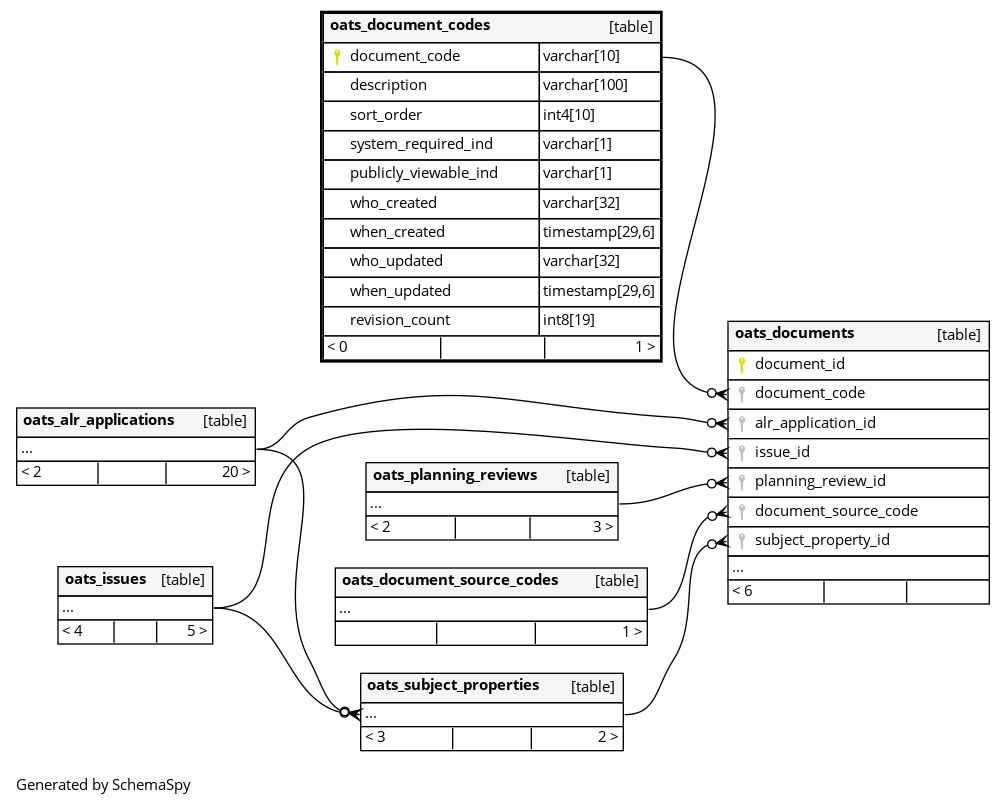 oats_document_codes [table]
document_code varchar[10]
description varchar[100]
sort_order int4[10]
system_required_ind varchar[1]
publicly_viewable_ind varchar[1]
who_created varchar[32]
when_created timestamp[29,6]
who_updated varchar[32]
when_updated timestamp[29,6]
revision_count int8[19]
< 0 1 >
oats_documents [table]
document_id
document_code
alr_application_id
issue_id
planning_review_id
document_source_code
subject_property_id
...
< 6
oats_alr_applications [table]
...
< 2 20 >
oats_planning_reviews [table]
...
< 2 3 >
oats_issues [table]
...
< 4 5 >
oats_document_source_codes [table]
...
1 >
oats_subject_properties [table]
...
< 3 2 >
Generated by SchemaSpy